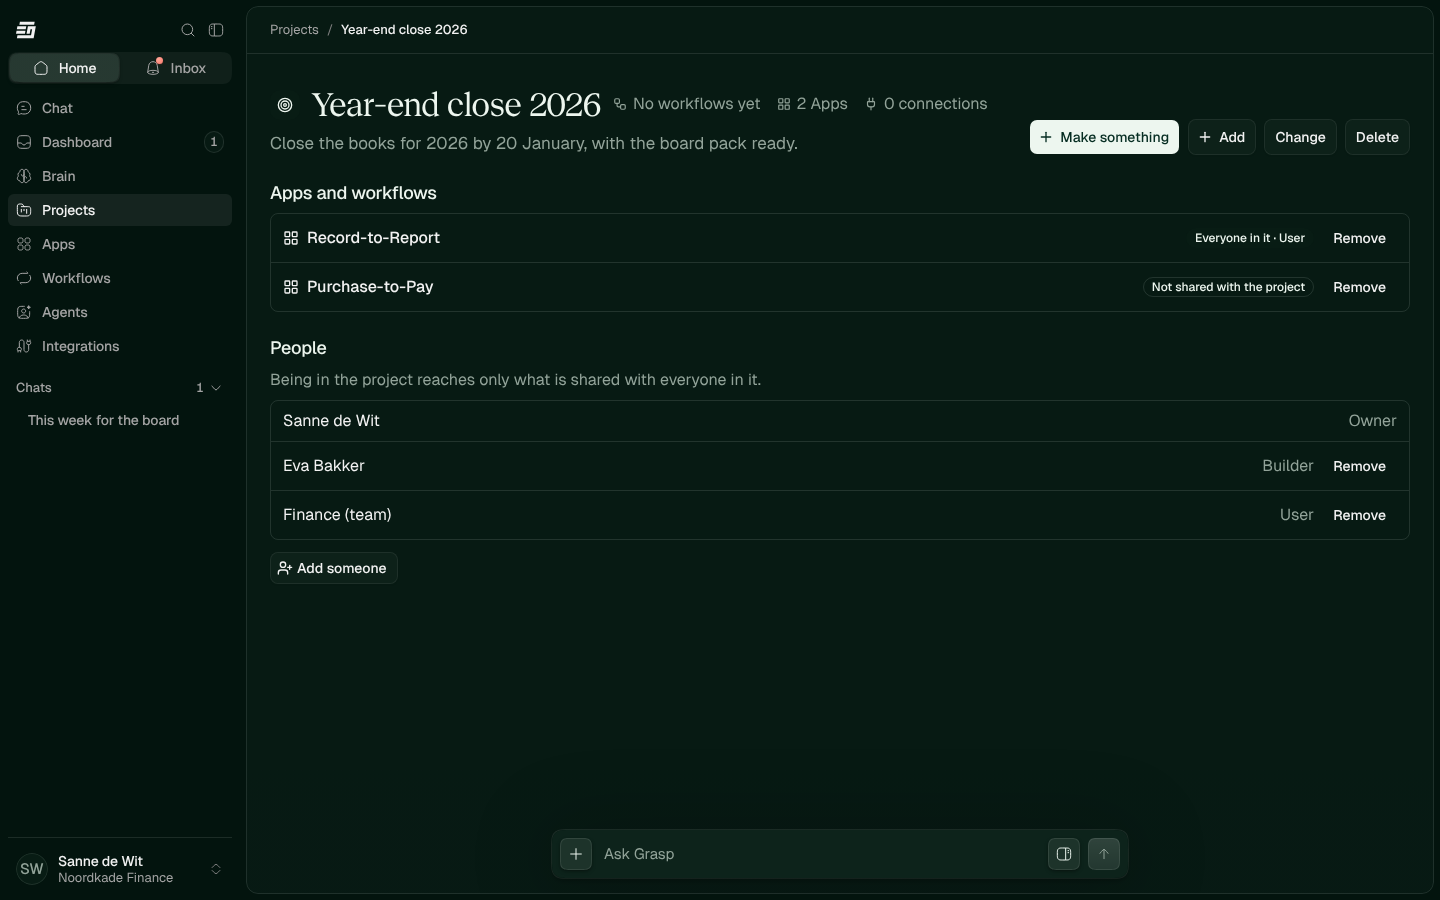 Home
Inbox
Chat
Dashboard
1
Brain
Projects
Apps
Workflows
Agents
Integrations
Chats
1
This week for the board
SW
Sanne de Wit
Noordkade Finance
Projects / Year-end close 2026
Year-end close 2026
No workflows yet
2 Apps
0 connections
Close the books for 2026 by 20 January, with the board pack ready.
Make something
Add
Change
Delete
Apps and workflows
Record-to-Report
Everyone in it · User
Remove
Purchase-to-Pay
Not shared with the project
Remove
People
Being in the project reaches only what is shared with everyone in it.
Sanne de Wit
Owner
Eva Bakker
Builder
Remove
Finance (team)
User
Remove
Add someone
Ask Grasp